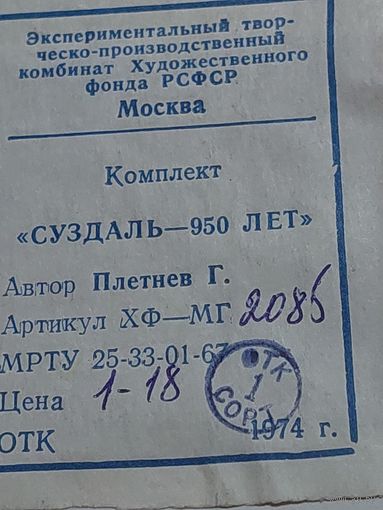 Экспериментальный твор-
ческо-производственный
комбинат Художественного
фонда РСФСР
Москва
Комплект
«СУЗДАЛЬ—950 ЛЕТ»
Автор Плетнев Г.
Артикул ХФ—МГ 2085
МРТУ 25-33-01-67
Цена 1-18
ОТК 1974 г.
ОТК
1
СОРТ